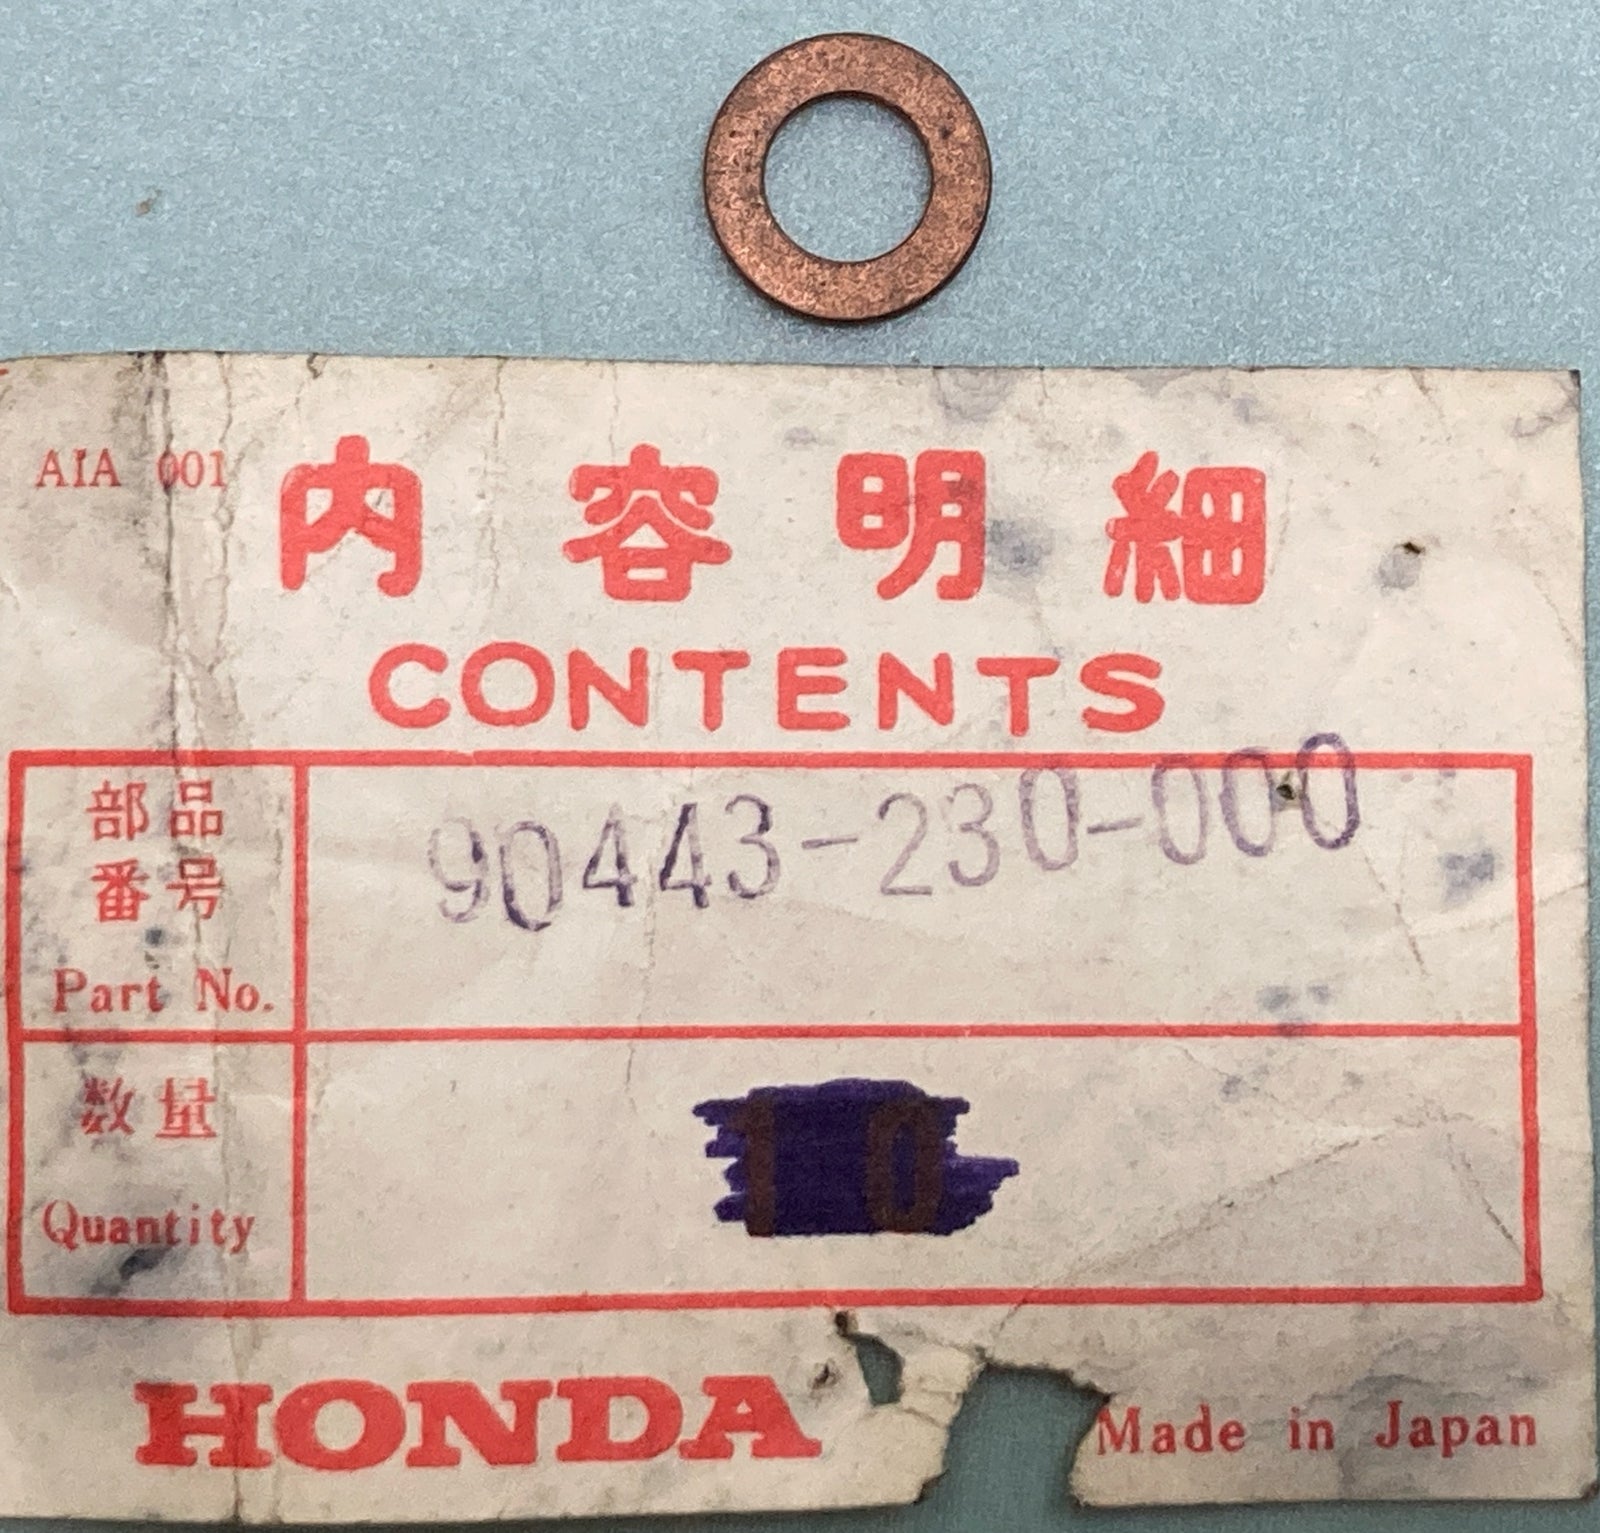 AIA 001
内容明細
CONTENTS
部品
番号
Part No.
90443-230-000
数量
Quantity
10
HONDA
Made in Japan